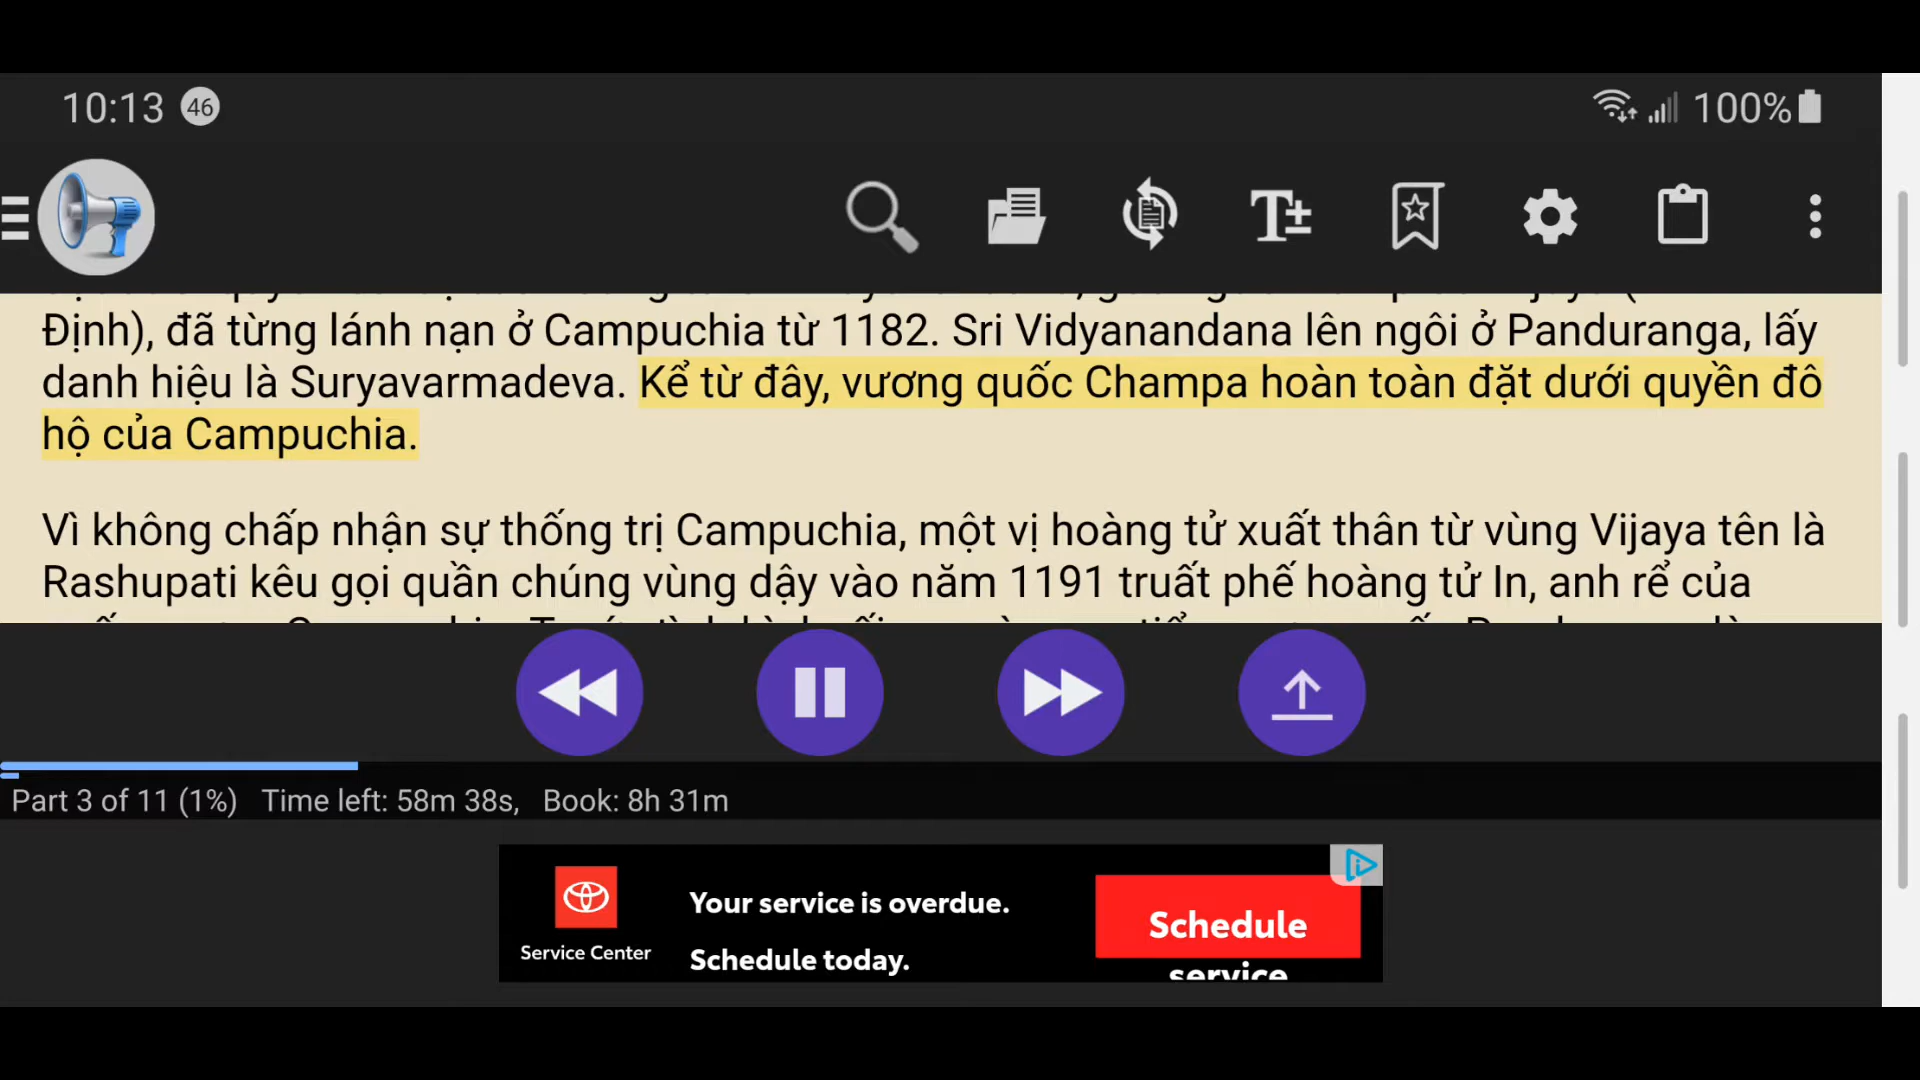 10:13 46 100%
Định), đã từng lánh nạn ở Campuchia từ 1182. Sri Vidyanandana lên ngôi ở Panduranga, lấy
danh hiệu là Suryavarmadeva. Kể từ đây, vương quốc Champa hoàn toàn đặt dưới quyền đô
hộ của Campuchia.
Vì không chấp nhận sự thống trị Campuchia, một vị hoàng tử xuất thân từ vùng Vijaya tên là
Rashupati kêu gọi quần chúng vùng dậy vào năm 1191 truất phế hoàng tử In, anh rể của
Part 3 of 11 (1%) Time left: 58m 38s, Book: 8h 31m
Service Center
Your service is overdue.
Schedule today.
Schedule
service